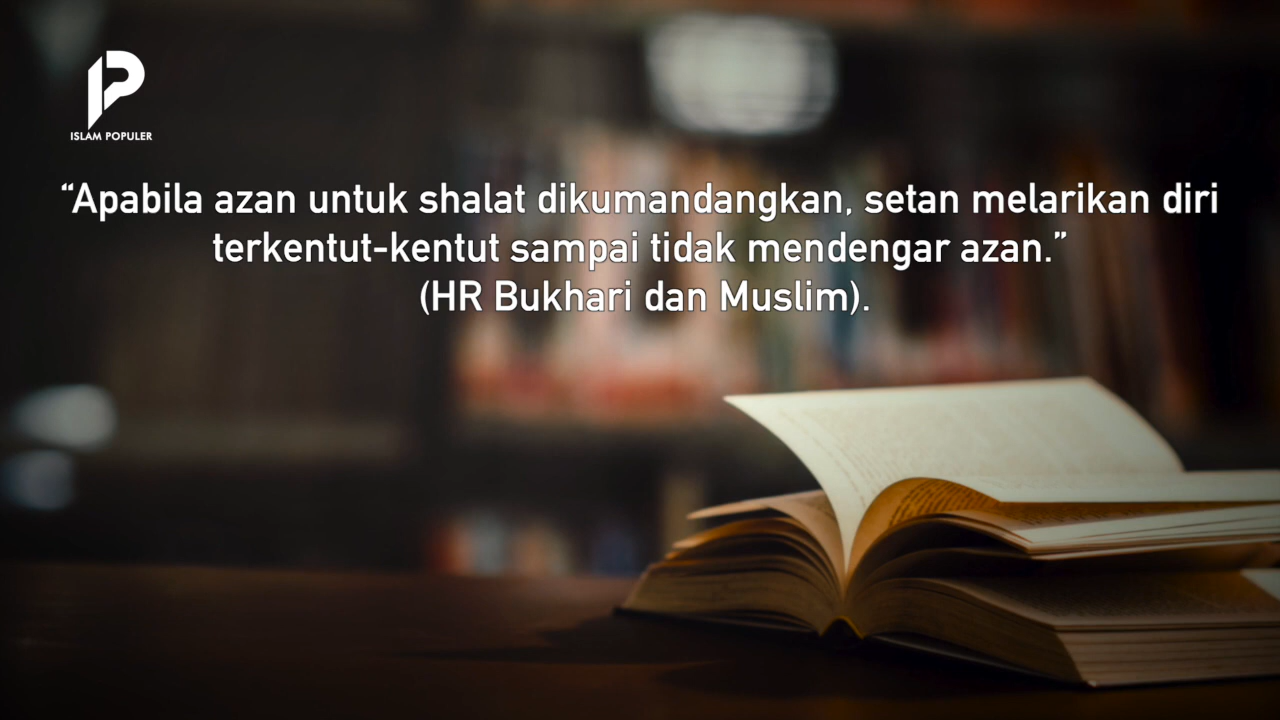 ISLAM POPULER
“Apabila azan untuk shalat dikumandangkan, setan melarikan diri
terkentut-kentut sampai tidak mendengar azan.”
(HR Bukhari dan Muslim).